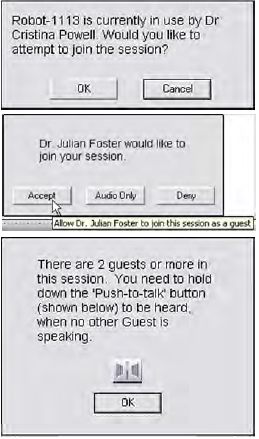 Robot-1113 is currently in use by Dr
Cristina Powell. Would you like to
attempt to join the session?
OK
Cancel
Dr. Julian Foster would like to
join your session.
Accept
Audio Only
Deny
Allow Dr. Julian Foster to join this session as a guest
There are 2 guests or more in
this session. You need to hold
down the 'Push-to-talk' button
(shown below) to be heard,
when no other Guest is
speaking.
OK